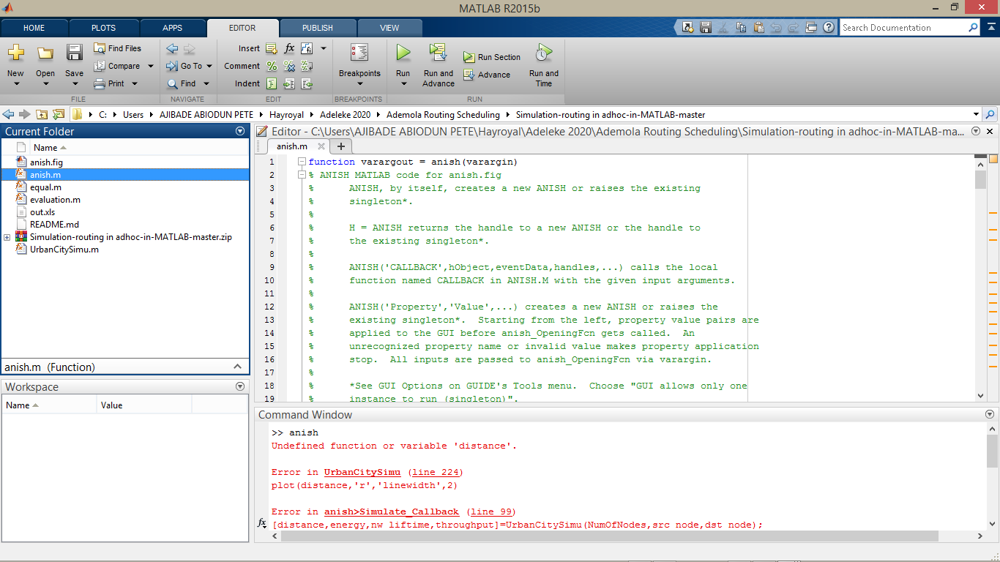 MATLAB R2015b
HOME PLOTS APPS EDITOR PUBLISH VIEW
Search Documentation
New Open Save
Find Files
Compare
Print
FILE
Go To
Find
NAVIGATE
Insert fx
Comment
Indent
EDIT
Breakpoints
BREAKPOINTS
Run
Run and Advance
Run Section
Advance
Run and Time
RUN
C: Users AJIBADE ABIODUN PETE Hayroyal Adeleke 2020 Ademola Routing Scheduling Simulation-routing in adhoc-in-MATLAB-master
Current Folder
Name
anish.fig
anish.m
equal.m
evaluation.m
out.xls
README.md
Simulation-routing in adhoc-in-MATLAB-master.zip
UrbanCitySimu.m
anish.m (Function)
Workspace
Name Value
Editor - C:\Users\AJIBADE ABIODUN PETE\Hayroyal\Adeleke 2020\Ademola Routing Scheduling\Simulation-routing in adhoc-in-MATLAB-ma...
anish.m
1 function varargout = anish(varargin)
2 % ANISH MATLAB code for anish.fig
3 % ANISH, by itself, creates a new ANISH or raises the existing
4 % singleton*.
5 %
6 % H = ANISH returns the handle to a new ANISH or the handle to
7 % the existing singleton*.
8 %
9 % ANISH('CALLBACK',hObject,eventData,handles,...) calls the local
10 % function named CALLBACK in ANISH.M with the given input arguments.
11 %
12 % ANISH('Property','Value',...) creates a new ANISH or raises the
13 % existing singleton*. Starting from the left, property value pairs are
14 % applied to the GUI before anish_OpeningFcn gets called. An
15 % unrecognized property name or invalid value makes property application
16 % stop. All inputs are passed to anish_OpeningFcn via varargin.
17 %
18 % *See GUI Options on GUIDE's Tools menu. Choose "GUI allows only one
19 % instance to run (singleton)".
Command Window
>> anish
Undefined function or variable 'distance'.
Error in UrbanCitySimu (line 224)
plot(distance,'r','linewidth',2)
Error in anish>Simulate_Callback (line 99)
fx [distance,energy,nw_liftime,throughput]=UrbanCitySimu(NumOfNodes,src_node,dst_node);